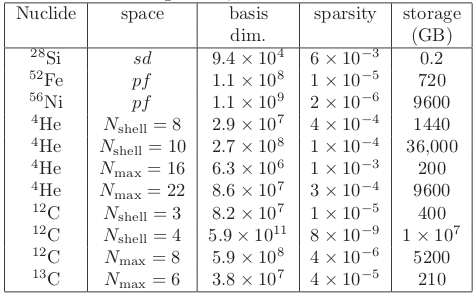 Nuclide space basis sparsity storage
dim. (GB)
²⁸Si sd 9.4 × 10⁴ 6 × 10⁻³ 0.2
⁵²Fe pf 1.1 × 10⁸ 1 × 10⁻⁵ 720
⁵⁶Ni pf 1.1 × 10⁹ 2 × 10⁻⁶ 9600
⁴He N_shell = 8 2.9 × 10⁷ 4 × 10⁻⁴ 1440
⁴He N_shell = 10 2.7 × 10⁸ 1 × 10⁻⁴ 36,000
⁴He N_max = 16 6.3 × 10⁶ 1 × 10⁻³ 200
⁴He N_max = 22 8.6 × 10⁷ 3 × 10⁻⁴ 9600
¹²C N_shell = 3 8.2 × 10⁷ 1 × 10⁻⁵ 400
¹²C N_shell = 4 5.9 × 10¹¹ 8 × 10⁻⁹ 1 × 10⁷
¹²C N_max = 8 5.9 × 10⁸ 4 × 10⁻⁶ 5200
¹³C N_max = 6 3.8 × 10⁷ 4 × 10⁻⁵ 210